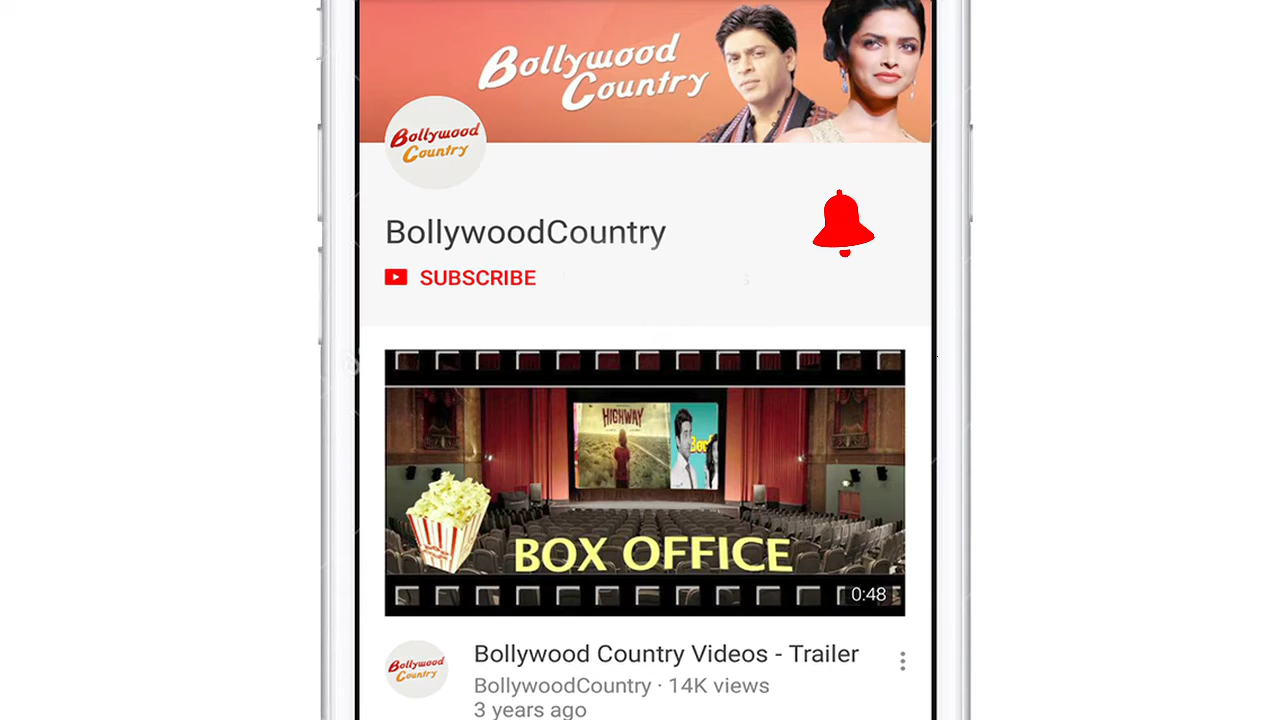 Bollywood
Country
Bollywood
Country
BollywoodCountry
SUBSCRIBE
HIGHWAY
BOX OFFICE
0:48
Bollywood
Country
Bollywood Country Videos - Trailer
BollywoodCountry · 14K views
3 years ago